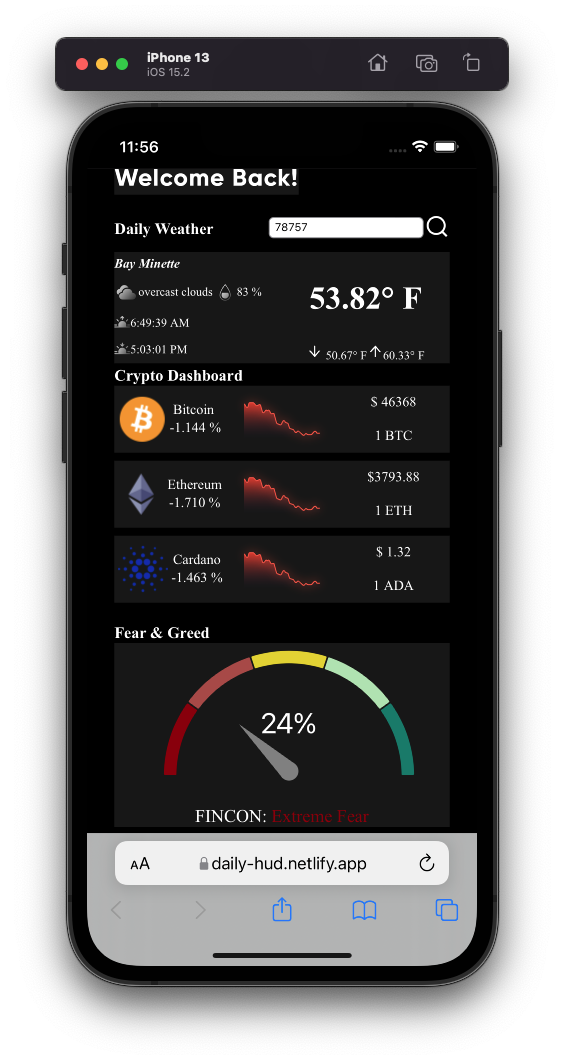 iPhone 13
iOS 15.2
11:56
Welcome Back!
Daily Weather 78757
Bay Minette
overcast clouds 83 %
53.82° F
6:49:39 AM
5:03:01 PM
50.67° F 60.33° F
Crypto Dashboard
Bitcoin
-1.144 %
$ 46368
1 BTC
Ethereum
-1.710 %
$3793.88
1 ETH
Cardano
-1.463 %
$ 1.32
1 ADA
Fear & Greed
24%
FINCON: Extreme Fear
AA daily-hud.netlify.app